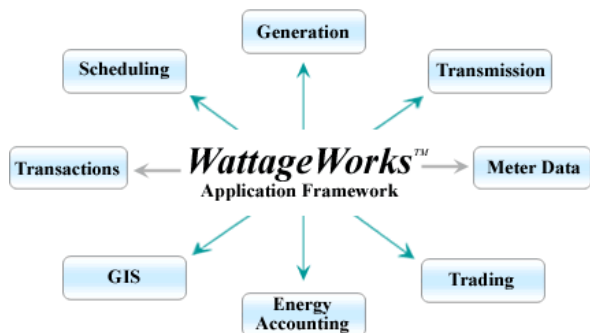 Generation
Scheduling
Transmission
Transactions
WattageWorks™
Application Framework
Meter Data
GIS
Trading
Energy
Accounting